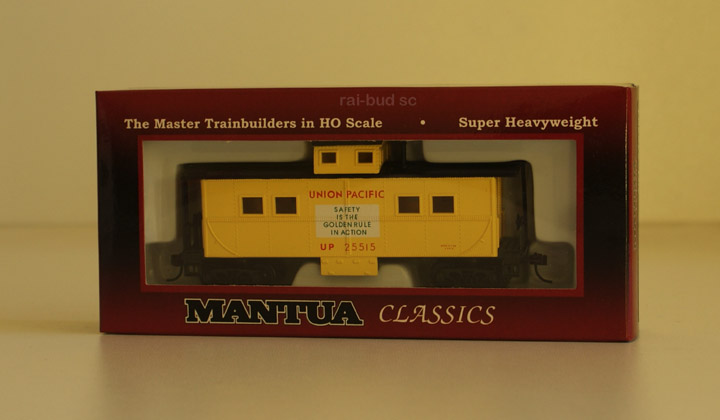 rai-bud sc
The Master Trainbuilders in HO Scale • Super Heavyweight
UNION PACIFIC
SAFETY
IS THE
GOLDEN RULE
IN ACTION
UP 25515
MANTUA CLASSICS